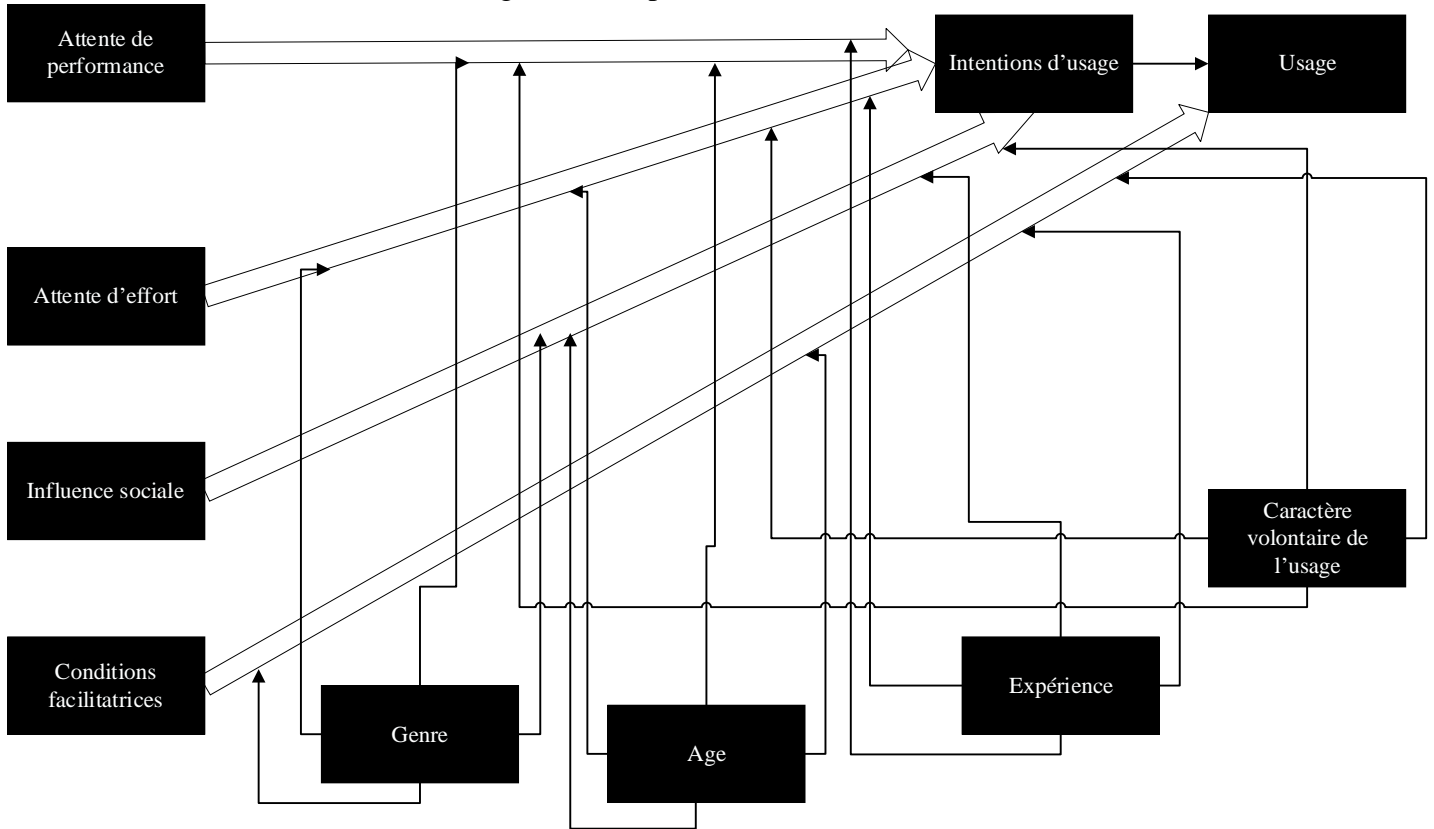 Attente de
performance
Intentions d'usage
Usage
Attente d'effort
Influence sociale
Caractère
volontaire de
l'usage
Conditions
facilitatrices
Expérience
Genre
Age